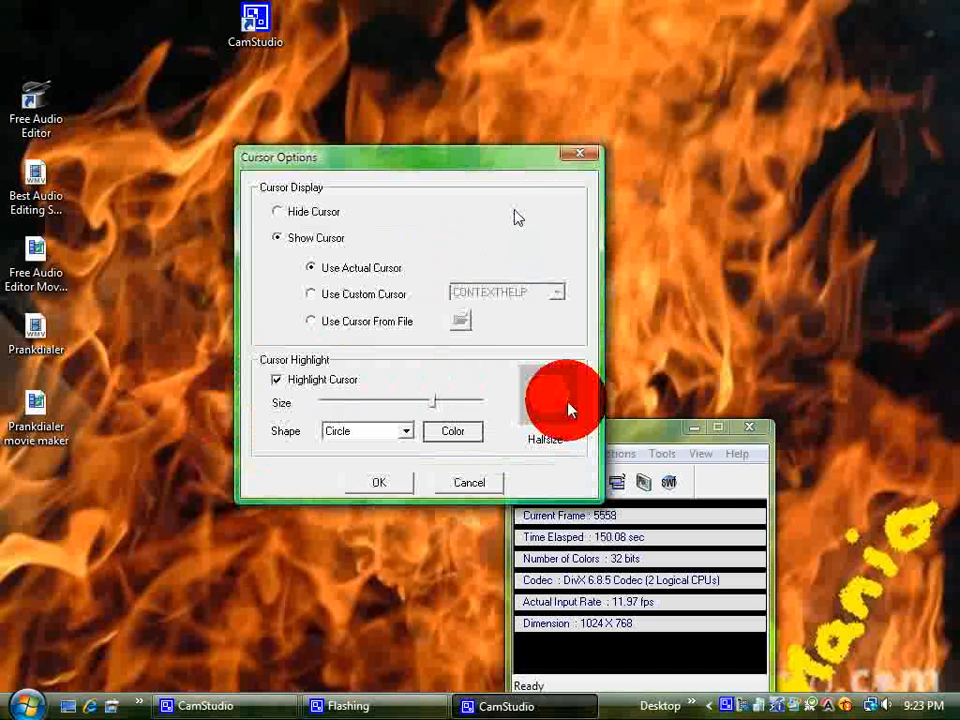 CamStudio
Free Audio
Editor
Best Audio
Editing S...
Free Audio
Editor Mov...
Prankdialer
Prankdialer
movie maker
Cursor Options
Cursor Display
Hide Cursor
Show Cursor
Use Actual Cursor
Use Custom Cursor
CONTEXTHELP
Use Cursor From File
Cursor Highlight
Highlight Cursor
Size
Shape
Circle
Color
Halfsize
OK
Cancel
Tools
View
Help
SWF
Current Frame : 5558
Time Elasped : 150.08 sec
Number of Colors : 32 bits
Codec : DivX 6.8.5 Codec (2 Logical CPUs)
Actual Input Rate : 11.97 fps
Dimension : 1024 X 768
Ready
CamStudio
Flashing
CamStudio
Desktop
9:23 PM